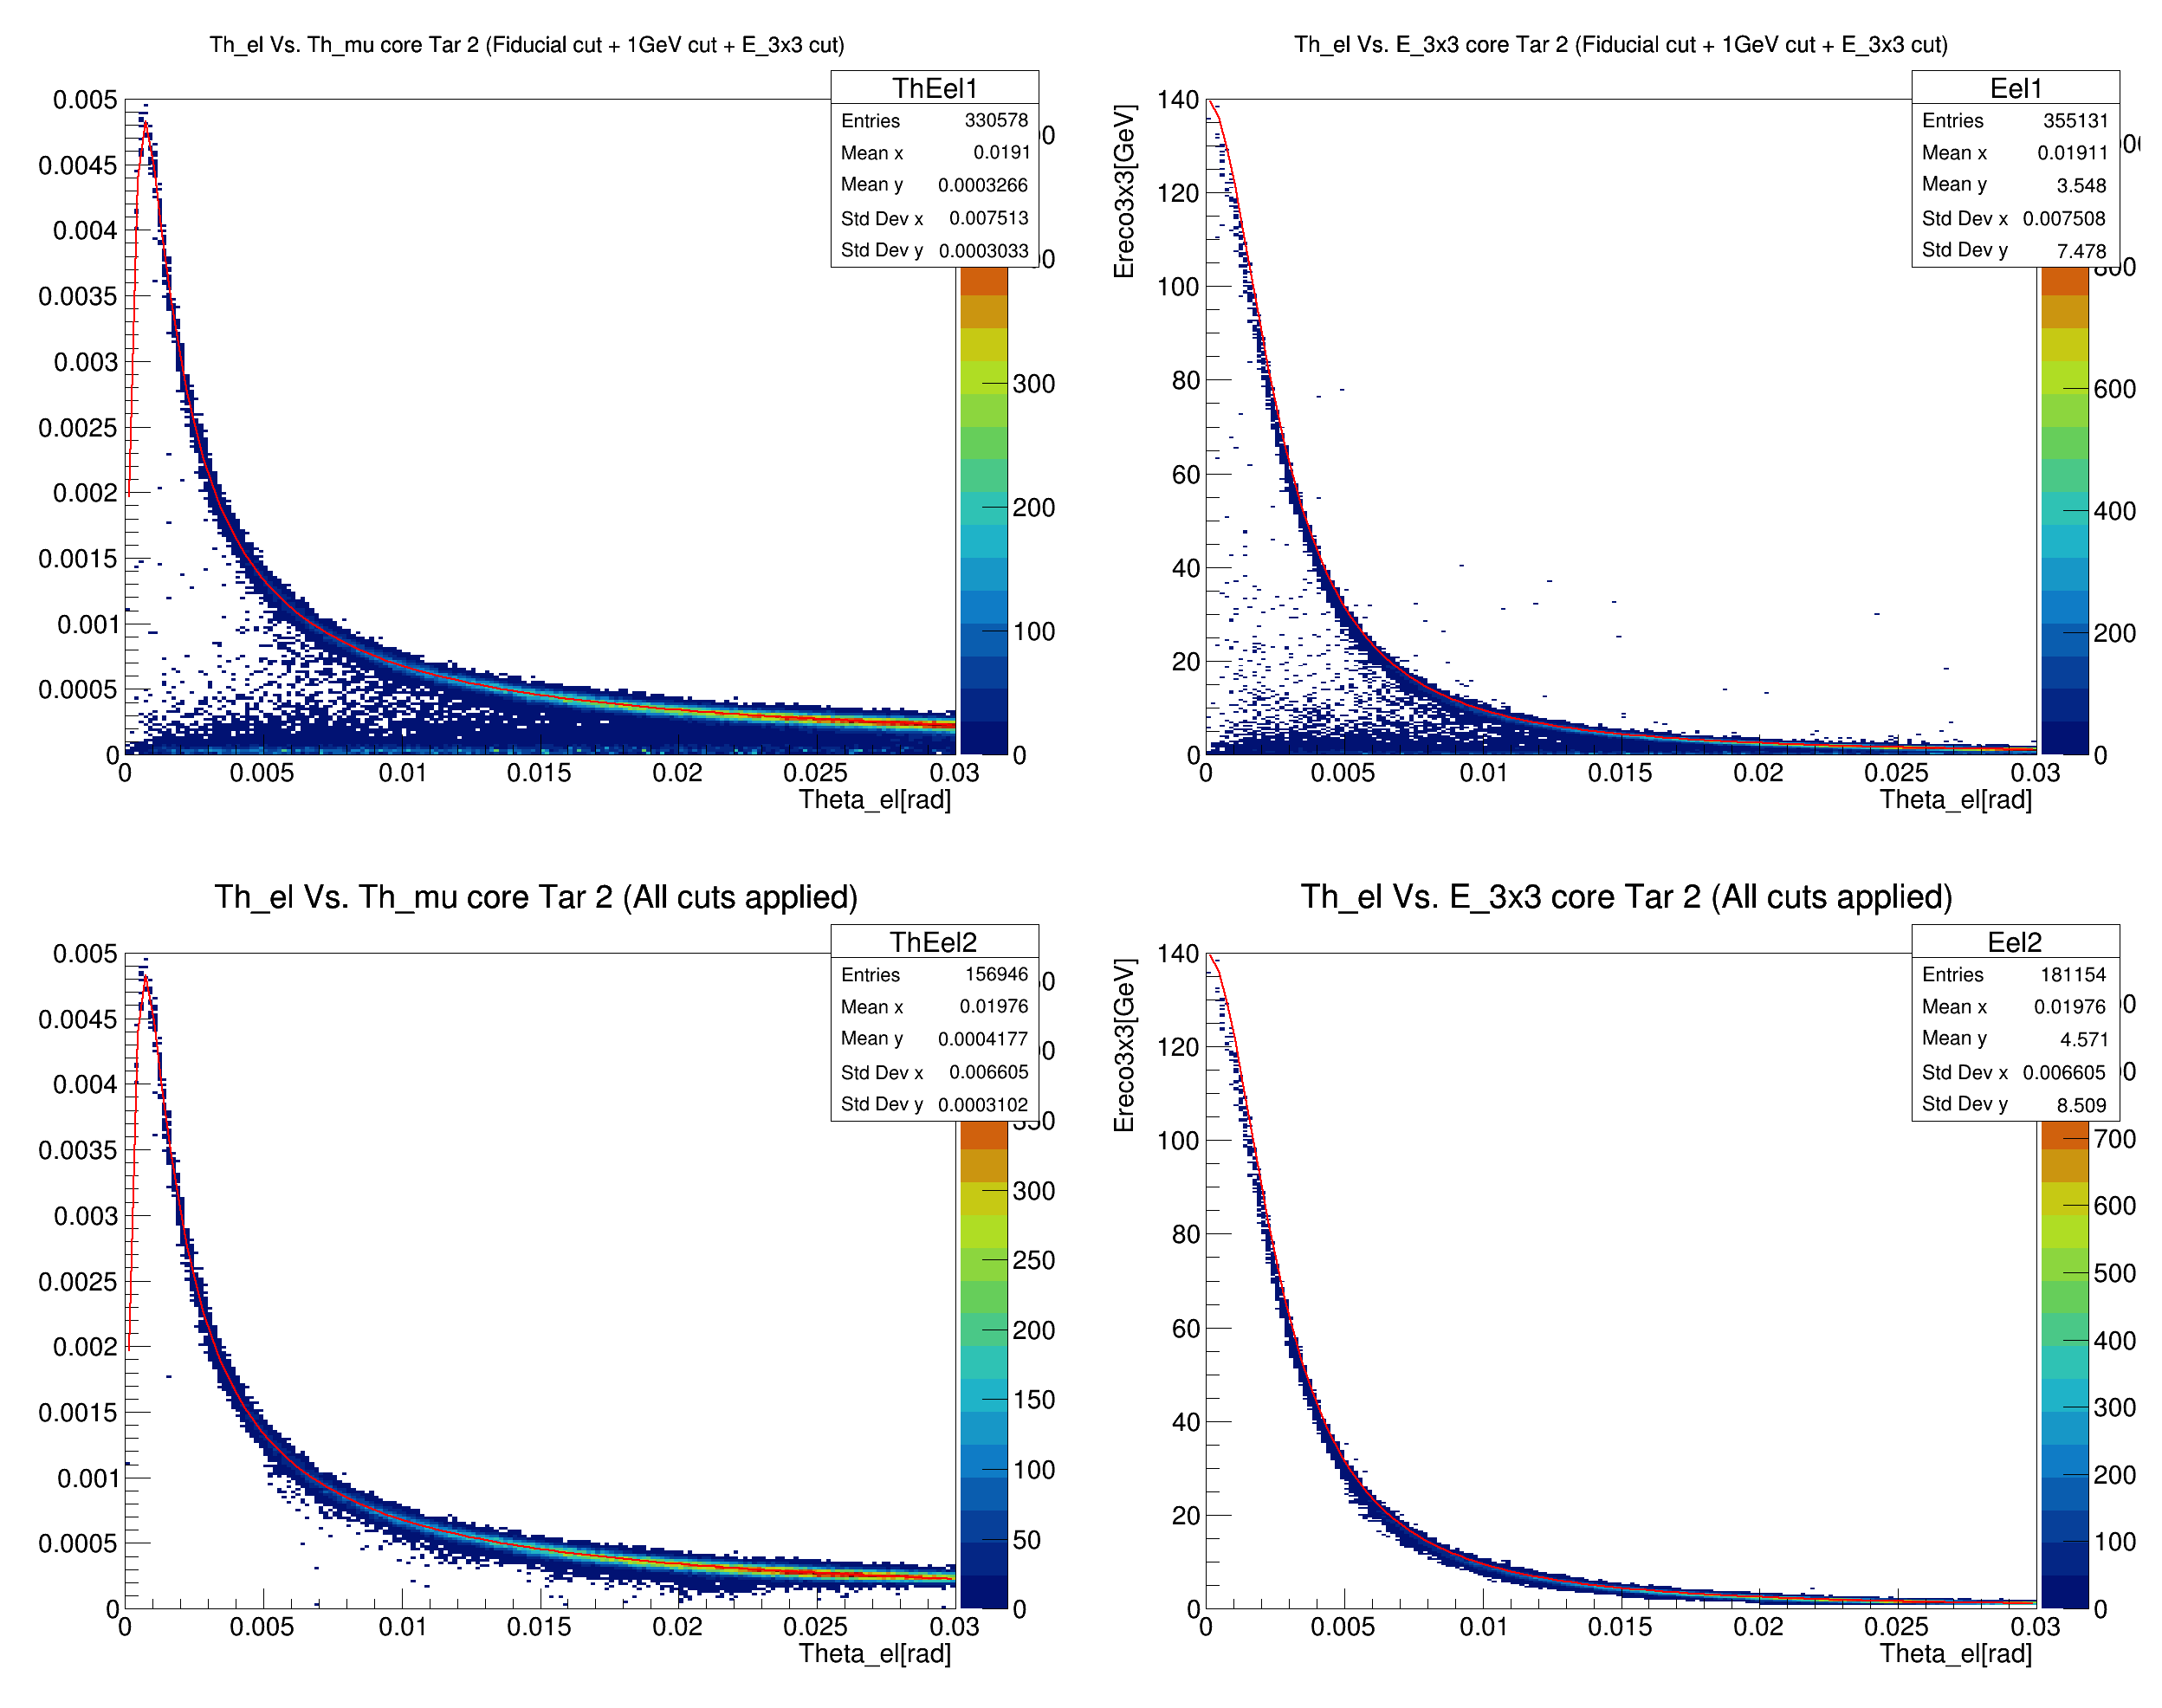 Th_el Vs. Th_mu core Tar 2 (Fiducial cut + 1GeV cut + E_3x3 cut)
ThEel1
Entries 330578
Mean x 0.0191
Mean y 0.0003266
Std Dev x 0.007513
Std Dev y 0.0003033
0.005
0.0045
0.004
0.0035
0.003
0.0025
0.002
0.0015
0.001
0.0005
0
0 0.005 0.01 0.015 0.02 0.025 0.03
Theta_el[rad]
300
200
100
0
Th_el Vs. E_3x3 core Tar 2 (Fiducial cut + 1GeV cut + E_3x3 cut)
Eel1
Entries 355131
Mean x 0.01911
Mean y 3.548
Std Dev x 0.007508
Std Dev y 7.478
Ereco3x3[GeV]
140
120
100
80
60
40
20
0
0 0.005 0.01 0.015 0.02 0.025 0.03
Theta_el[rad]
800
600
400
200
0
Th_el Vs. Th_mu core Tar 2 (All cuts applied)
ThEel2
Entries 156946
Mean x 0.01976
Mean y 0.0004177
Std Dev x 0.006605
Std Dev y 0.0003102
0.005
0.0045
0.004
0.0035
0.003
0.0025
0.002
0.0015
0.001
0.0005
0
0 0.005 0.01 0.015 0.02 0.025 0.03
Theta_el[rad]
350
300
250
200
150
100
50
0
Th_el Vs. E_3x3 core Tar 2 (All cuts applied)
Eel2
Entries 181154
Mean x 0.01976
Mean y 4.571
Std Dev x 0.006605
Std Dev y 8.509
Ereco3x3[GeV]
140
120
100
80
60
40
20
0
0 0.005 0.01 0.015 0.02 0.025 0.03
Theta_el[rad]
700
600
500
400
300
200
100
0